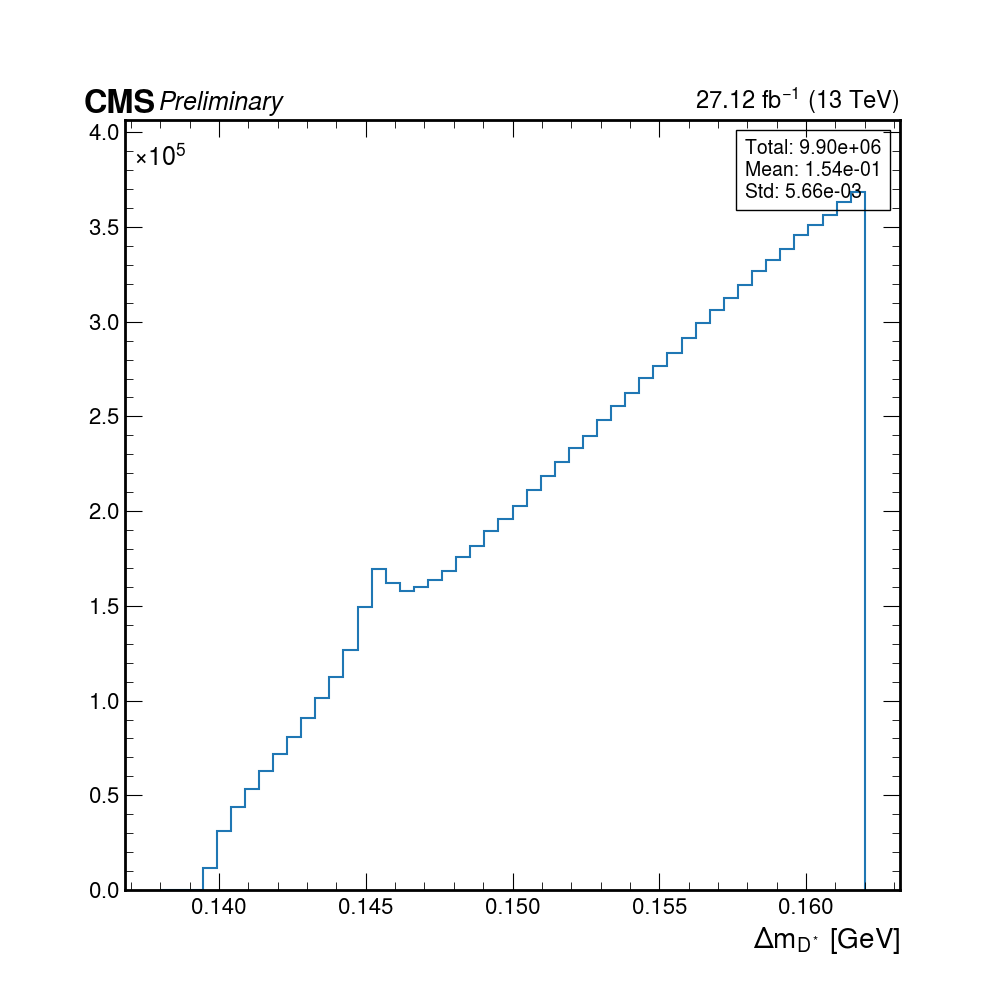 CMS Preliminary 27.12 fb⁻¹ (13 TeV)
×10⁵
Total: 9.90e+06
Mean: 1.54e-01
Std: 5.66e-03
4.0
3.5
3.0
2.5
2.0
1.5
1.0
0.5
0.0
0.140 0.145 0.150 0.155 0.160
Δm_D* [GeV]